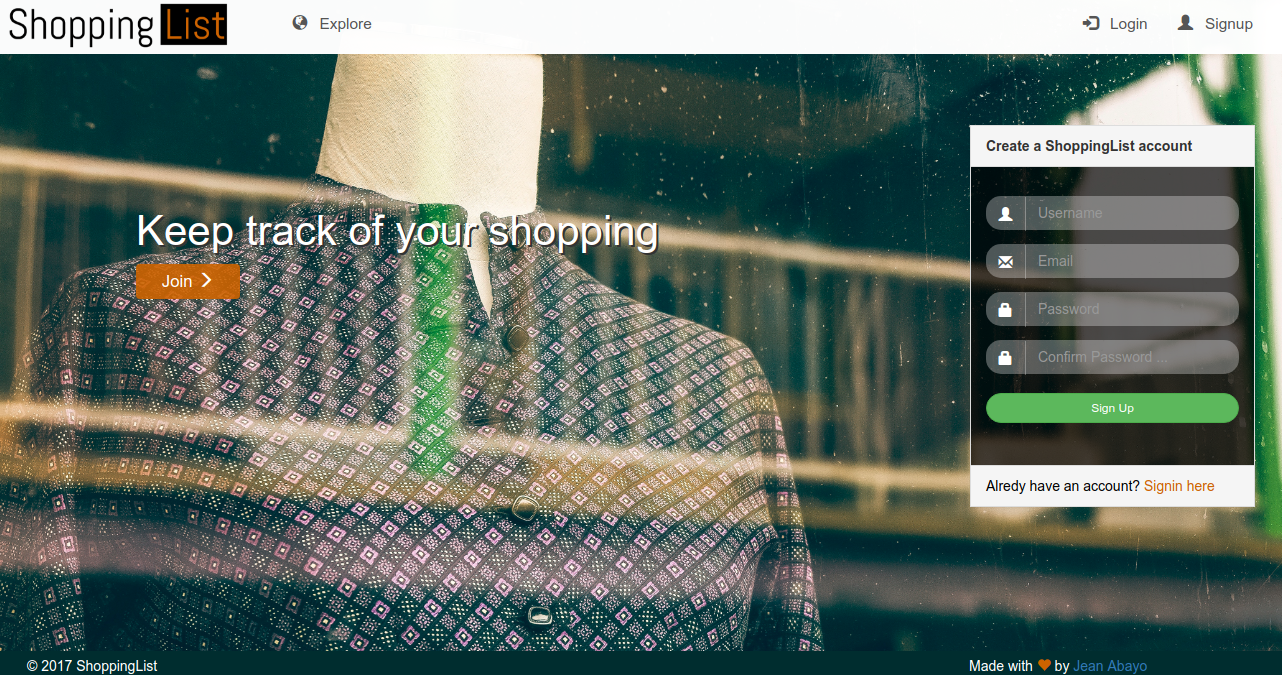 Shopping List
Explore
Login
Signup
Keep track of your shopping
Join
Create a ShoppingList account
Username
Email
Password
Confirm Password ...
Sign Up
Alredy have an account? Signin here
© 2017 ShoppingList
Made with by Jean Abayo